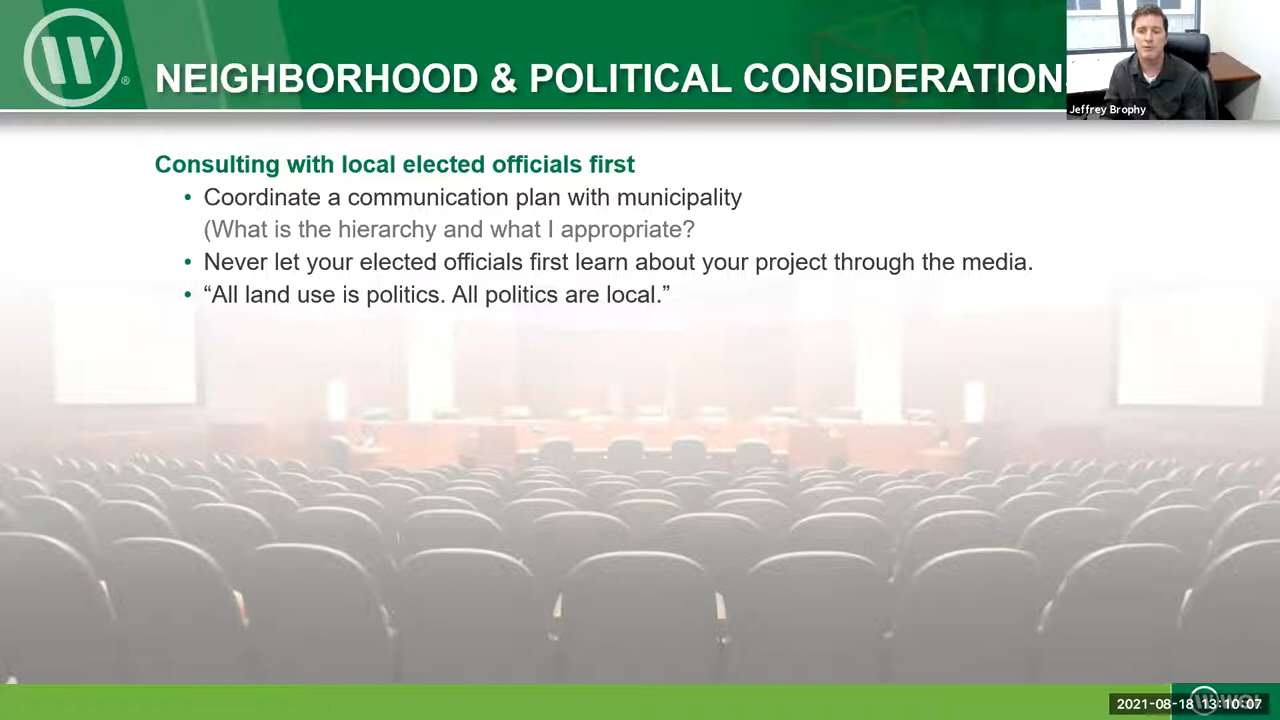 W
®
NEIGHBORHOOD & POLITICAL CONSIDERATION
Jeffrey Brophy
Consulting with local elected officials first
• Coordinate a communication plan with municipality
(What is the hierarchy and what I appropriate?
• Never let your elected officials first learn about your project through the media.
• “All land use is politics. All politics are local.”
2021-08-18 13:10:07